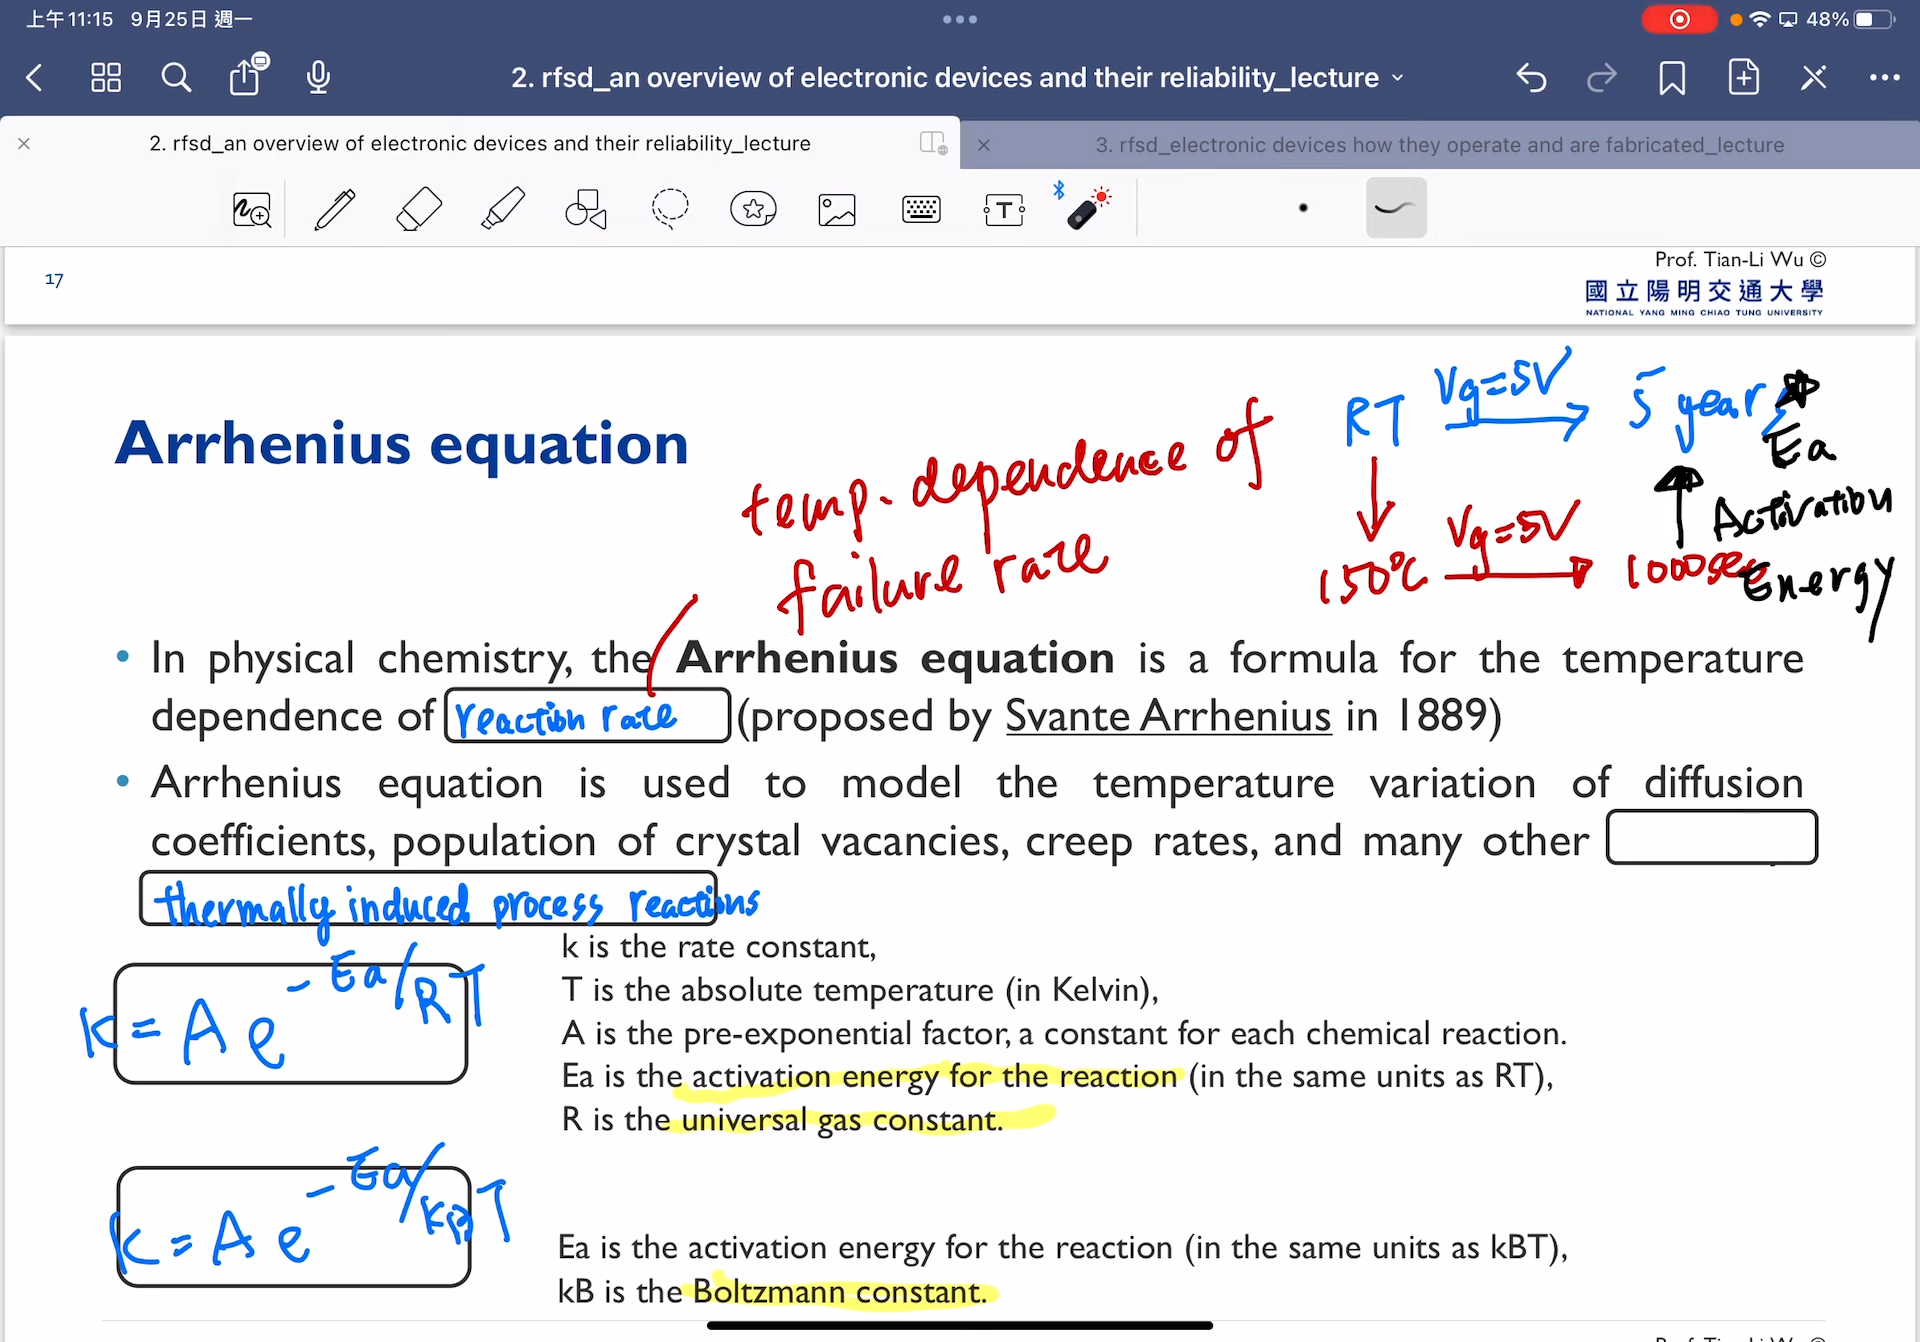 上午11:15 9月25日 週一
48%
2. rfsd_an overview of electronic devices and their reliability_lecture
2. rfsd_an overview of electronic devices and their reliability_lecture
3. rfsd_electronic devices how they operate and are fabricated_lecture
17
Prof. Tian-Li Wu ©
國立陽明交通大學
NATIONAL YANG MING CHIAO TUNG UNIVERSITY
Arrhenius equation
temp. dependence of
failure rate
RT Vg=5V 5 years
Ea
Activation
Energy
150°C Vg=5V 1000sec
• In physical chemistry, the Arrhenius equation is a formula for the temperature
dependence of reaction rate (proposed by Svante Arrhenius in 1889)
• Arrhenius equation is used to model the temperature variation of diffusion
coefficients, population of crystal vacancies, creep rates, and many other
thermally induced process reactions
k = A e^-Ea/RT
k is the rate constant,
T is the absolute temperature (in Kelvin),
A is the pre-exponential factor, a constant for each chemical reaction.
Ea is the activation energy for the reaction (in the same units as RT),
R is the universal gas constant.
k = A e^-Ea/kBT
Ea is the activation energy for the reaction (in the same units as kBT),
kB is the Boltzmann constant.